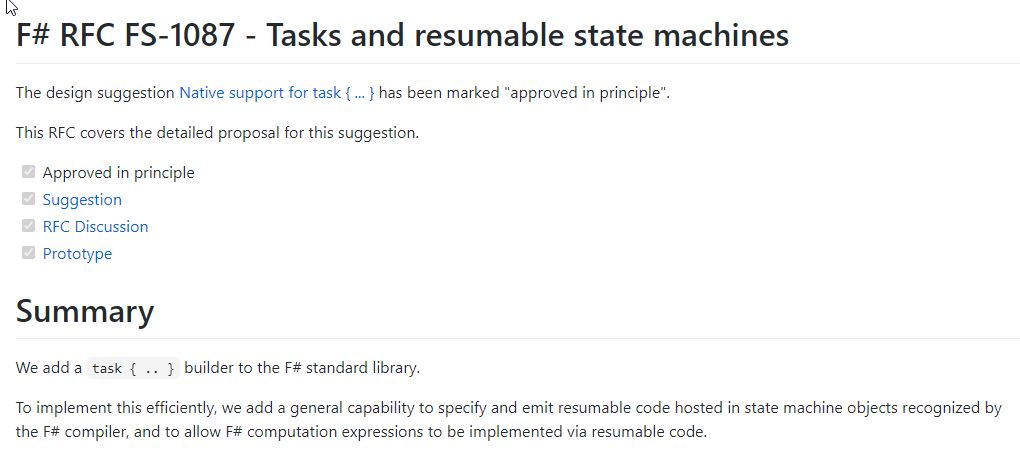 F# RFC FS-1087 - Tasks and resumable state machines
The design suggestion Native support for task { ... } has been marked "approved in principle".
This RFC covers the detailed proposal for this suggestion.
Approved in principle
Suggestion
RFC Discussion
Prototype
Summary
We add a task { .. } builder to the F# standard library.
To implement this efficiently, we add a general capability to specify and emit resumable code hosted in state machine objects recognized by
the F# compiler, and to allow F# computation expressions to be implemented via resumable code.